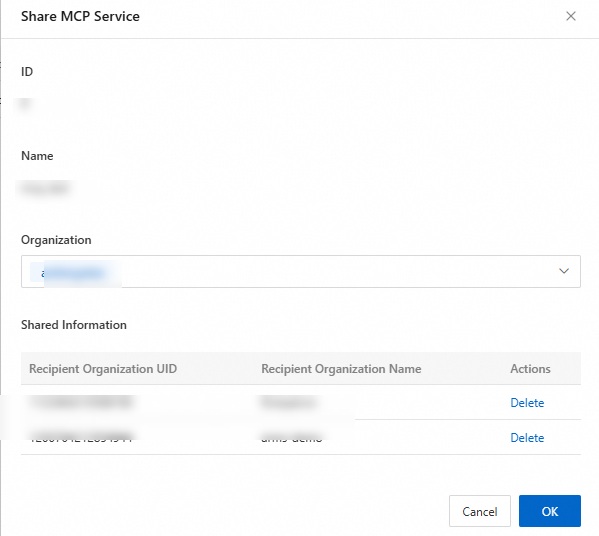 Share MCP Service
ID
Name
Organization
Shared Information
Recipient Organization UID Recipient Organization Name Actions
Delete
Delete
Cancel OK